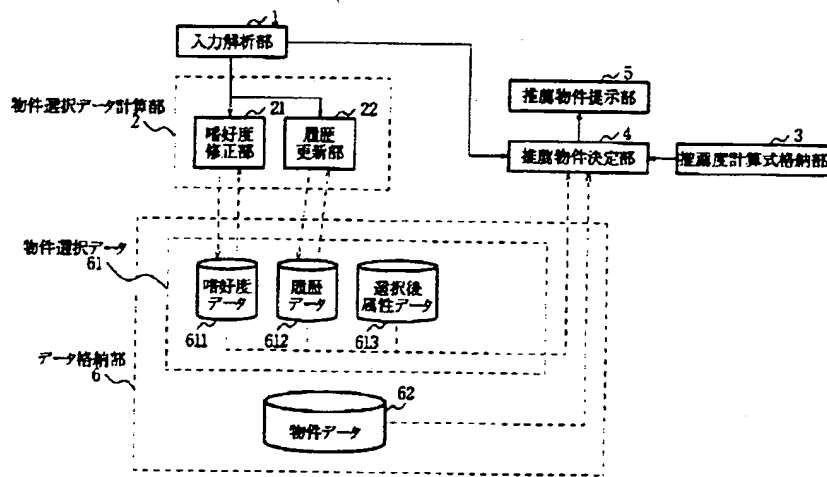 1
入力解析部
5
推薦物件提示部
物件選択データ計算部
2
21
嗜好度
修正部
22
履歴
更新部
4
推薦物件決定部
3
推薦度計算式格納部
物件選択データ
61
嗜好度
データ
611
履歴
データ
612
選択後
属性データ
613
データ格納部
6
62
物件データ